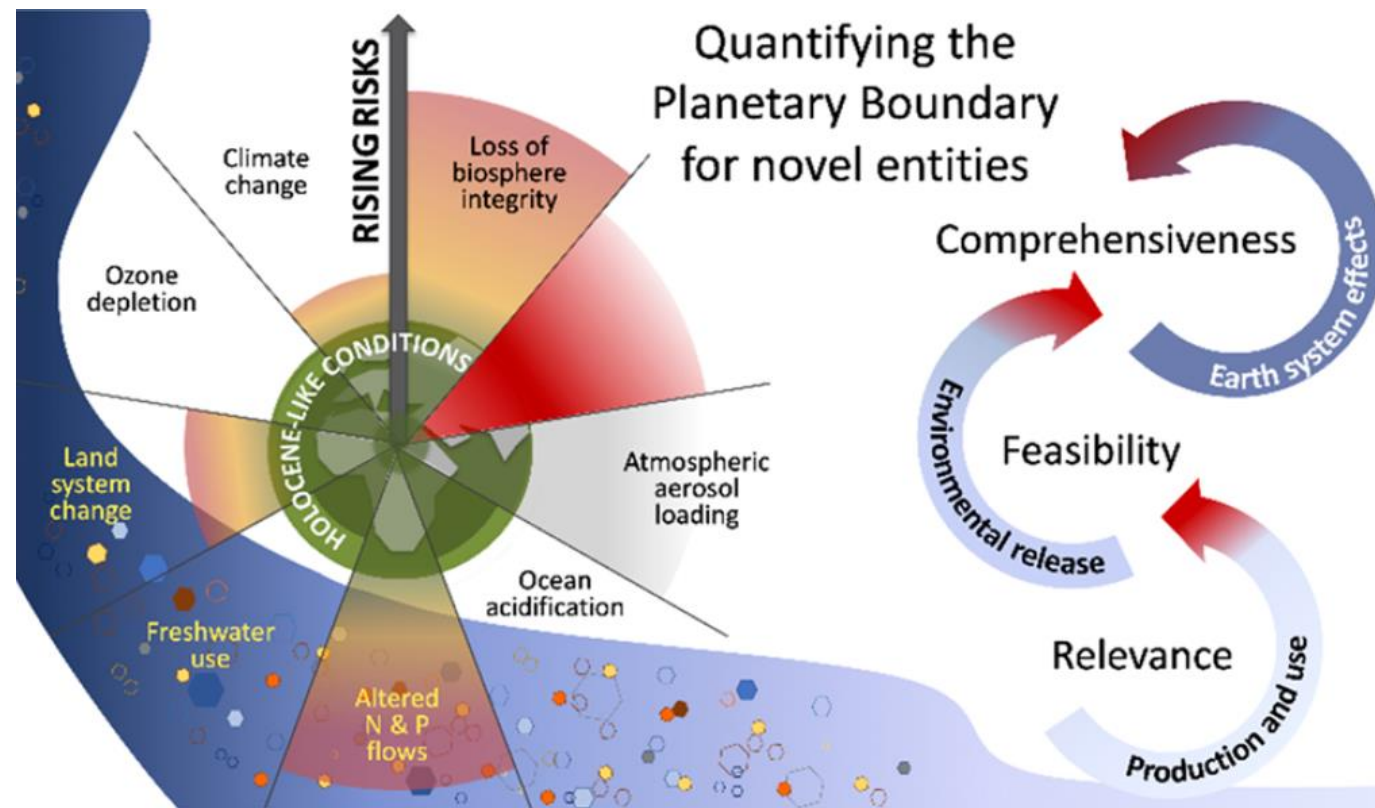 Quantifying the
Planetary Boundary
for novel entities
RISING RISKS
Climate
change
Loss of
biosphere
integrity
Ozone
depletion
HOLOCENE-LIKE CONDITIONS
Land
system
change
Atmospheric
aerosol
loading
Ocean
acidification
Freshwater
use
Altered
N & P
flows
Comprehensiveness
Earth system effects
Feasibility
Environmental release
Relevance
Production and use